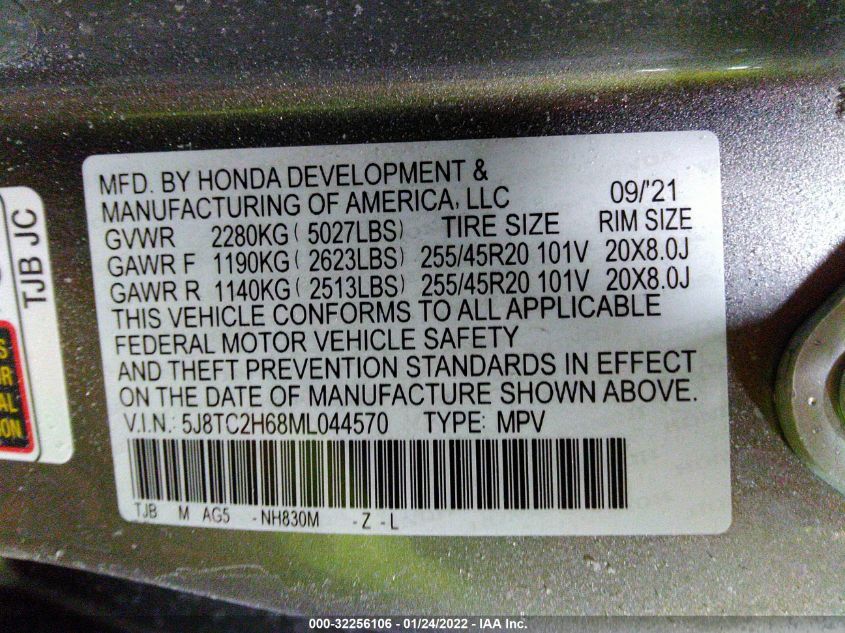 MFD. BY HONDA DEVELOPMENT &
MANUFACTURING OF AMERICA, LLC 09/'21
GVWR 2280KG ( 5027LBS) TIRE SIZE RIM SIZE
GAWR F 1190KG ( 2623LBS) 255/45R20 101V 20X8.0J
GAWR R 1140KG ( 2513LBS) 255/45R20 101V 20X8.0J
THIS VEHICLE CONFORMS TO ALL APPLICABLE
FEDERAL MOTOR VEHICLE SAFETY
AND THEFT PREVENTION STANDARDS IN EFFECT
ON THE DATE OF MANUFACTURE SHOWN ABOVE.
V.I.N.: 5J8TC2H68ML044570 TYPE: MPV
TJB M AG5 -NH830M -Z -L
TJB JC
000-32256106 - 01/24/2022 - IAA Inc.